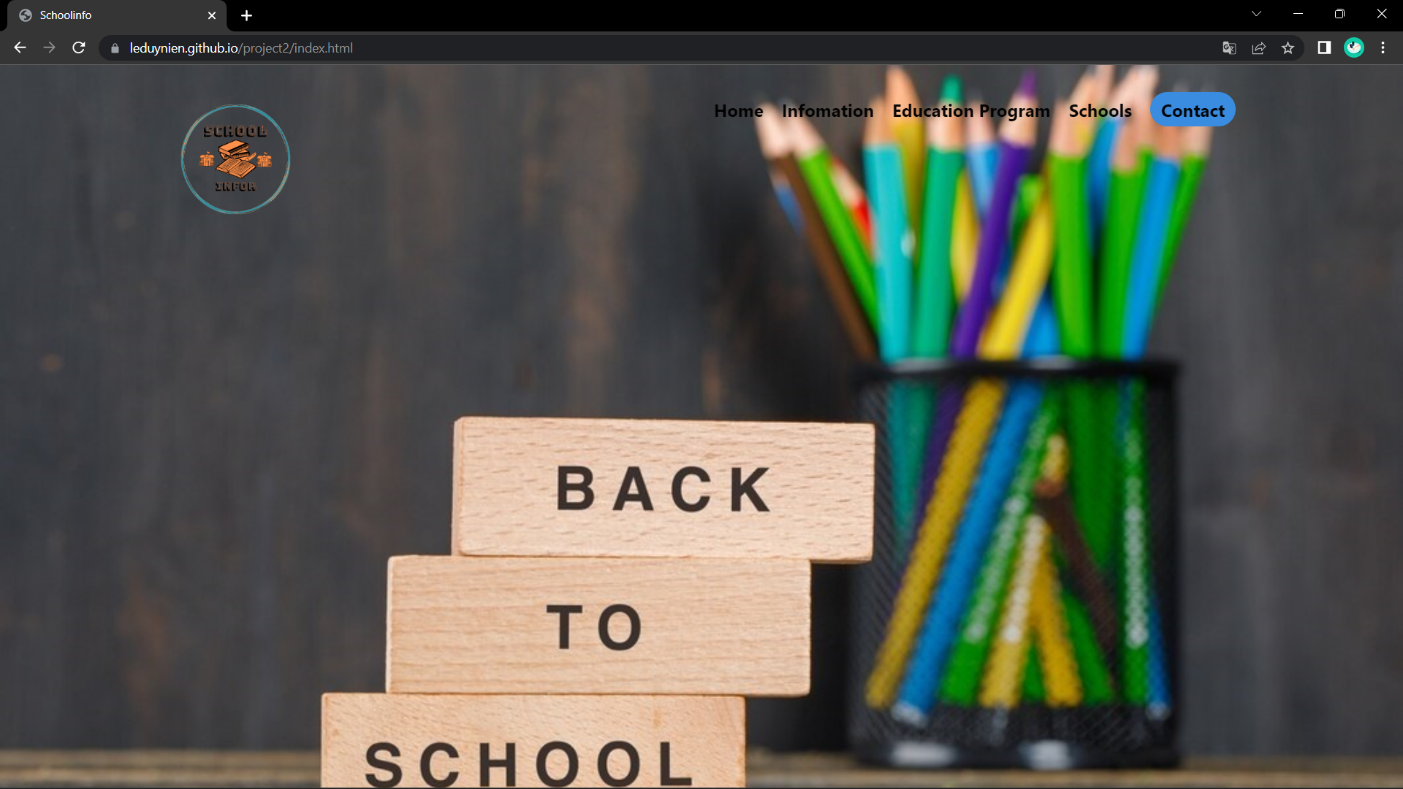 Schoolinfo
leduynien.github.io/project2/index.html
SCHOOL
INFOR
Home Infomation Education Program Schools Contact
BACK
TO
SCHOOL